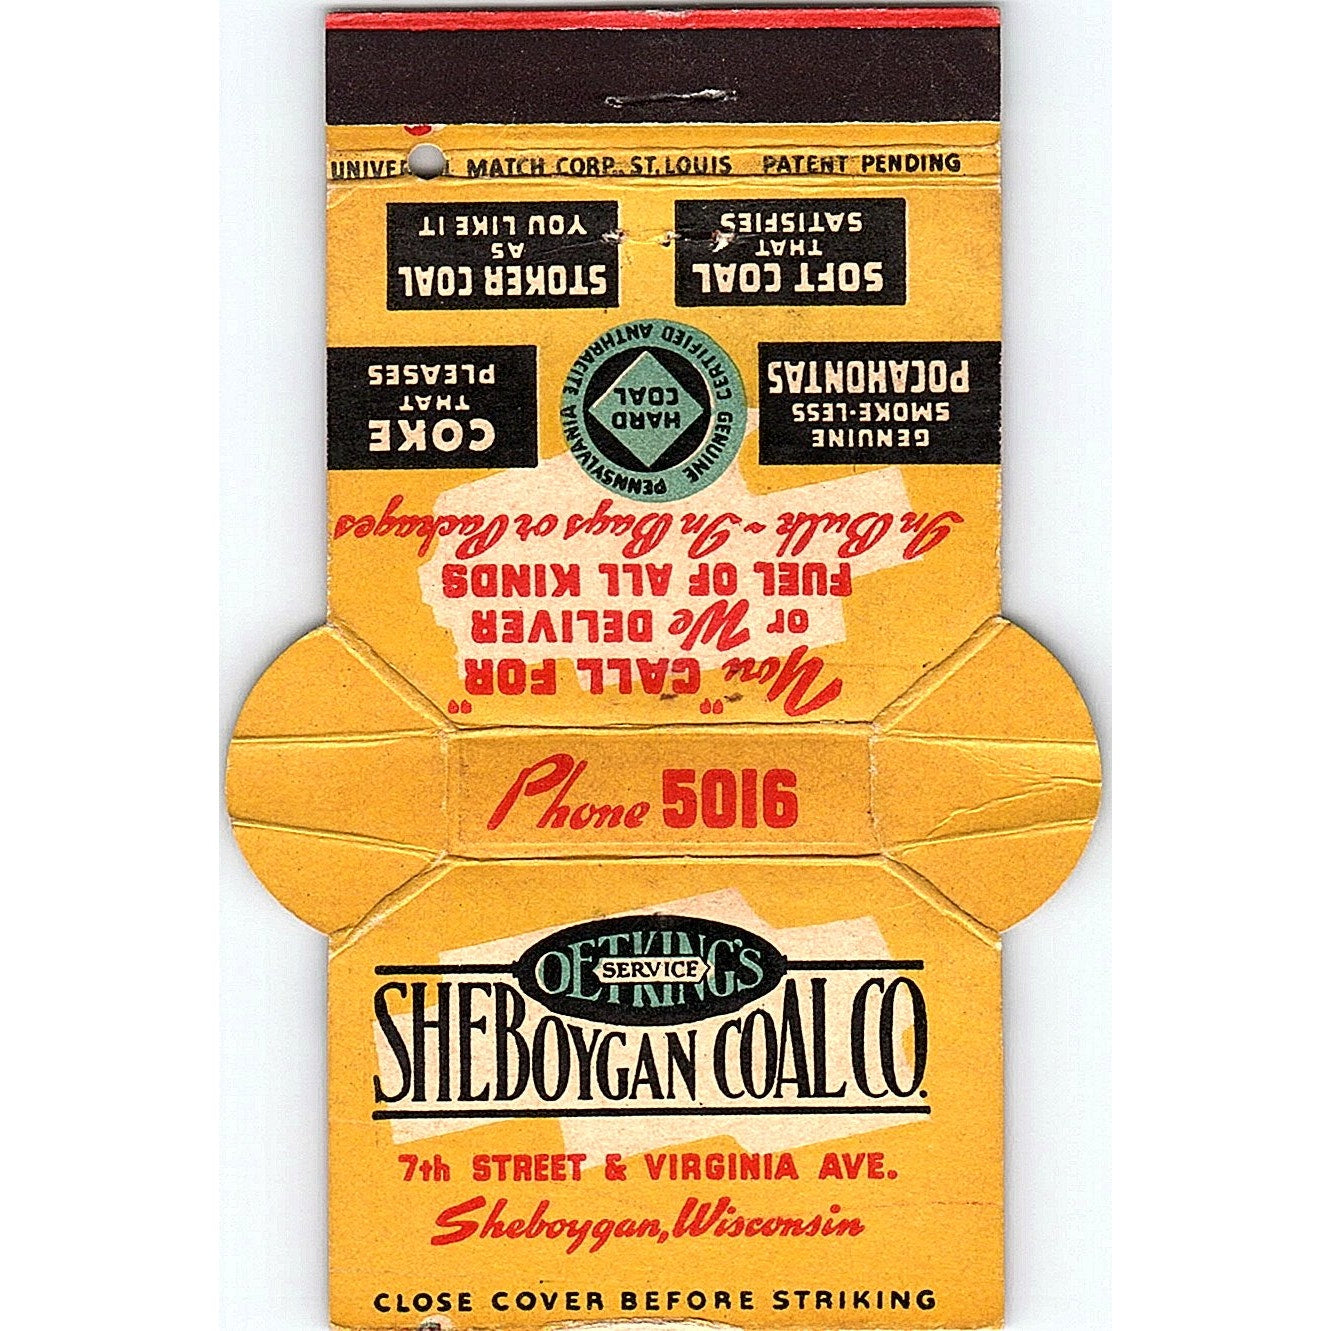 UNIVE L MATCH CORP. ST. LOUIS PATENT PENDING
"You CALL FOR"
or We DELIVER
FUEL OF ALL KINDS
In Bulk ~ In Bags or Packages
GENUINE
SMOKE-LESS
POCAHONTAS
GENUINE PENNSYLVANIA ANTHRACITE CERTIFIED
HARD
COAL
COKE
THAT
PLEASES
SOFT COAL
THAT
SATISFIES
STOKER COAL
AS
YOU LIKE IT
Phone 5016
OETKING'S
SERVICE
SHEBOYGAN COAL CO.
7th STREET & VIRGINIA AVE.
Sheboygan, Wisconsin
CLOSE COVER BEFORE STRIKING